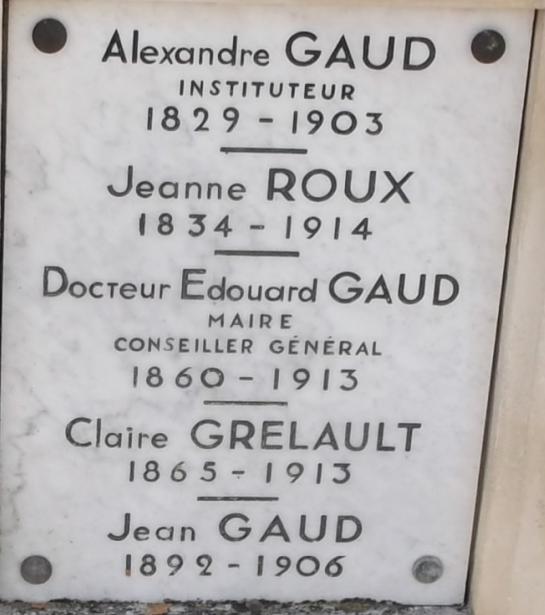 Alexandre GAUD
INSTITUTEUR
1829 - 1903
Jeanne ROUX
1834 - 1914
Docteur Edouard GAUD
MAIRE
CONSEILLER GÉNÉRAL
1860 - 1913
Claire GRELAULT
1865 - 1913
Jean GAUD
1892 - 1906